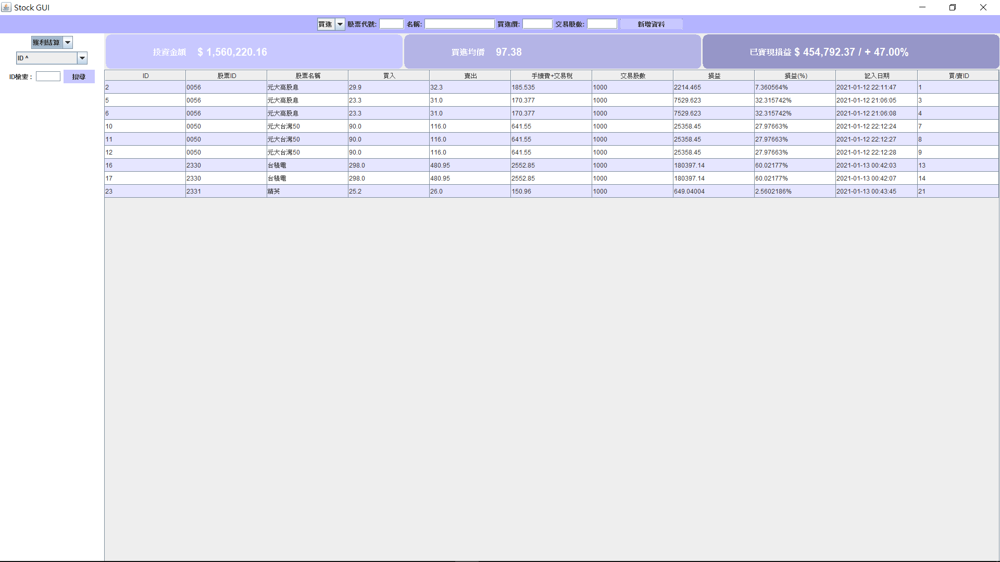 Stock GUI
買進 股票代號: 名稱: 買進價: 交易股數: 新增資料
獲利結算
ID ^
ID檢索 : 搜尋
投資金額 $ 1,560,220.16
買進均價 97.38
已實現損益 $ 454,792.37 / + 47.00%
ID 股票ID 股票名稱 買入 賣出 手續費+交易稅 交易股數 損益 損益(%) 記入日期 買/賣ID
2 0056 元大高股息 29.9 32.3 185.535 1000 2214.465 7.360564% 2021-01-12 22:11:47 1
5 0056 元大高股息 23.3 31.0 170.377 1000 7529.623 32.315742% 2021-01-12 21:06:05 3
6 0056 元大高股息 23.3 31.0 170.377 1000 7529.623 32.315742% 2021-01-12 21:06:08 4
10 0050 元大台灣50 90.0 116.0 641.55 1000 25358.45 27.97663% 2021-01-12 22:12:24 7
11 0050 元大台灣50 90.0 116.0 641.55 1000 25358.45 27.97663% 2021-01-12 22:12:27 8
12 0050 元大台灣50 90.0 116.0 641.55 1000 25358.45 27.97663% 2021-01-12 22:12:28 9
16 2330 台積電 298.0 480.95 2552.85 1000 180397.14 60.02177% 2021-01-13 00:42:03 13
17 2330 台積電 298.0 480.95 2552.85 1000 180397.14 60.02177% 2021-01-13 00:42:07 14
23 2331 精英 25.2 26.0 150.96 1000 649.04004 2.5602186% 2021-01-13 00:43:45 21